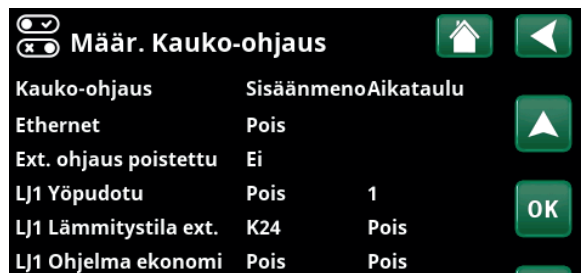 Määr. Kauko-ohjaus
Kauko-ohjaus SisäänmenoAikataulu
Ethernet Pois
Ext. ohjaus poistettu Ei
LJ1 Yöpudotu Pois 1
OK
LJ1 Lämmitystila ext. K24 Pois
LJ1 Ohjelma ekonomi Pois Pois